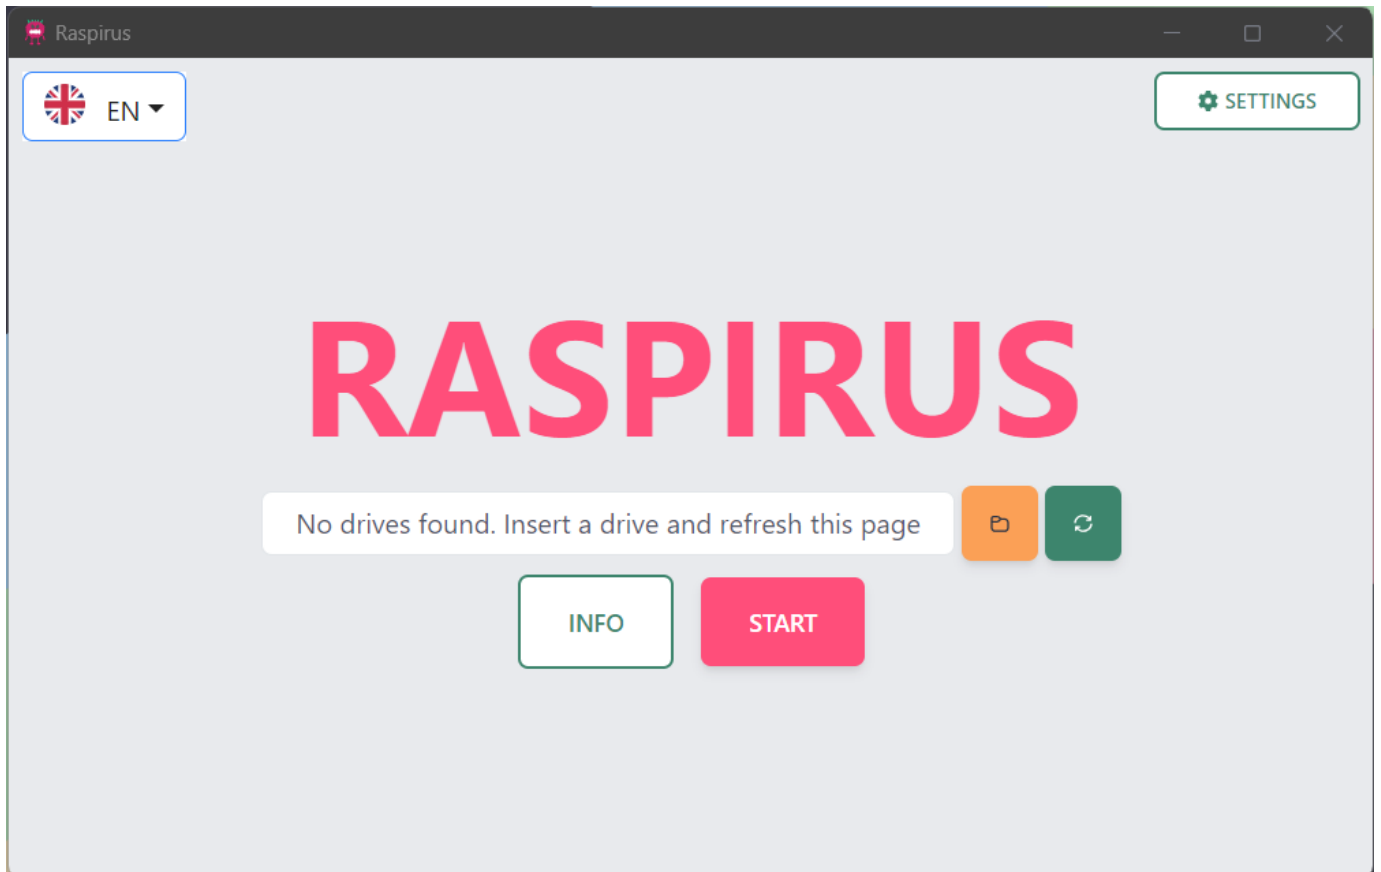 Raspirus
EN
SETTINGS
RASPIRUS
No drives found. Insert a drive and refresh this page
INFO
START